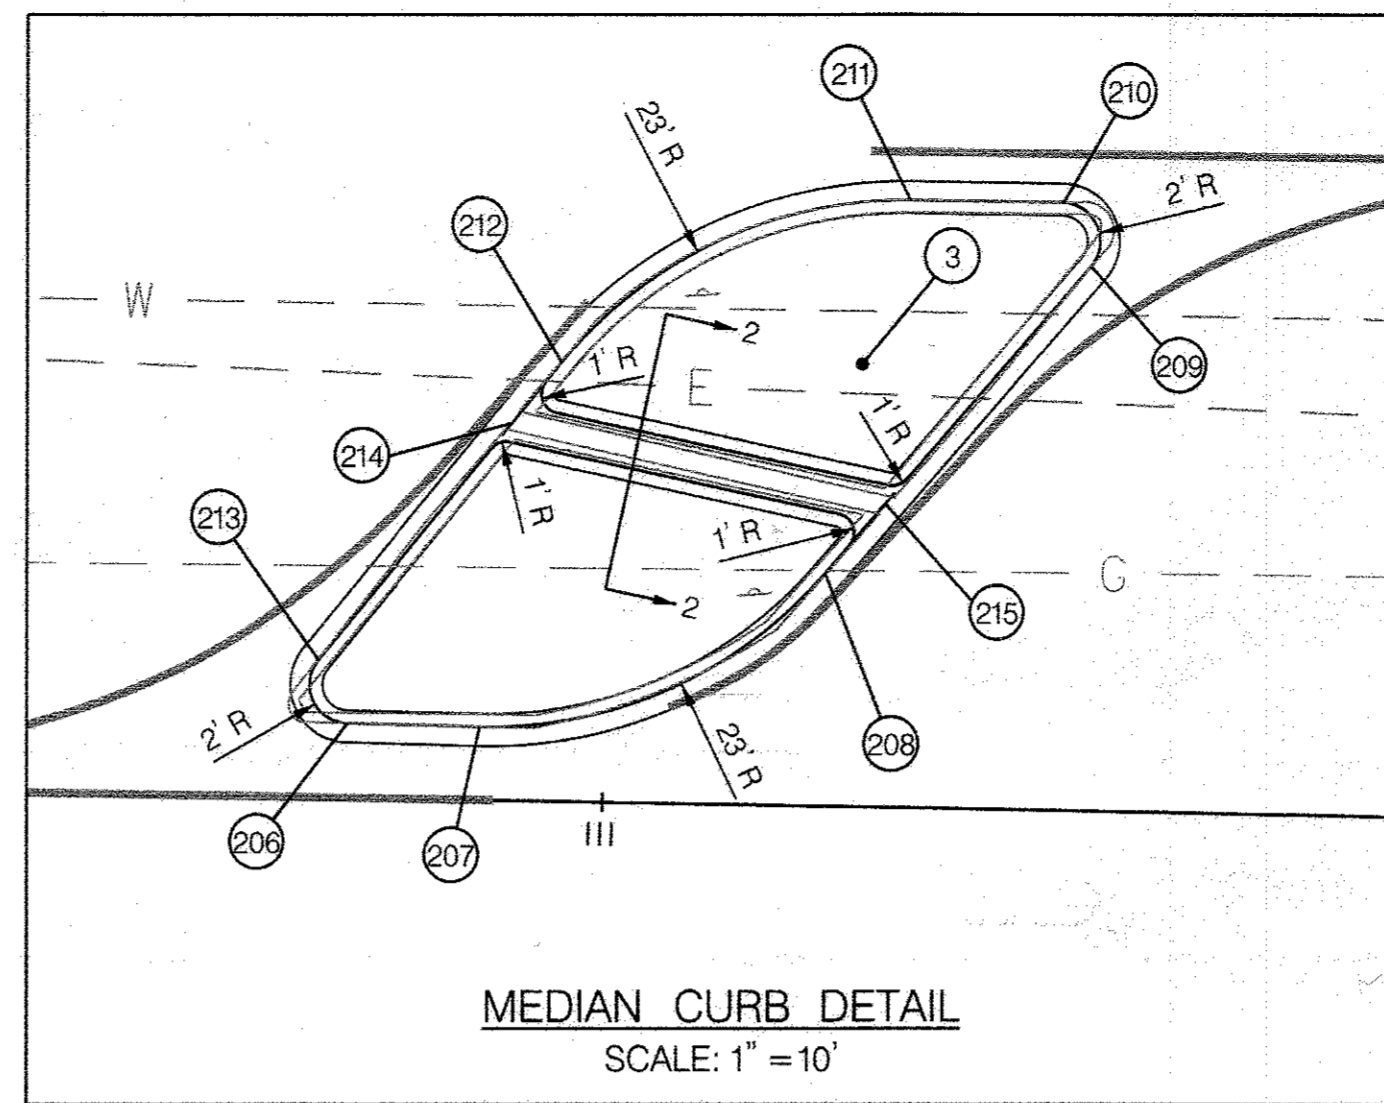 211
210
23' R
2' R
212
3
W
2
209
1' R
E
1' R
214
1' R
213
1' R
G
215
2
2' R
23' R
208
206
207
III
MEDIAN CURB DETAIL
SCALE: 1" = 10'